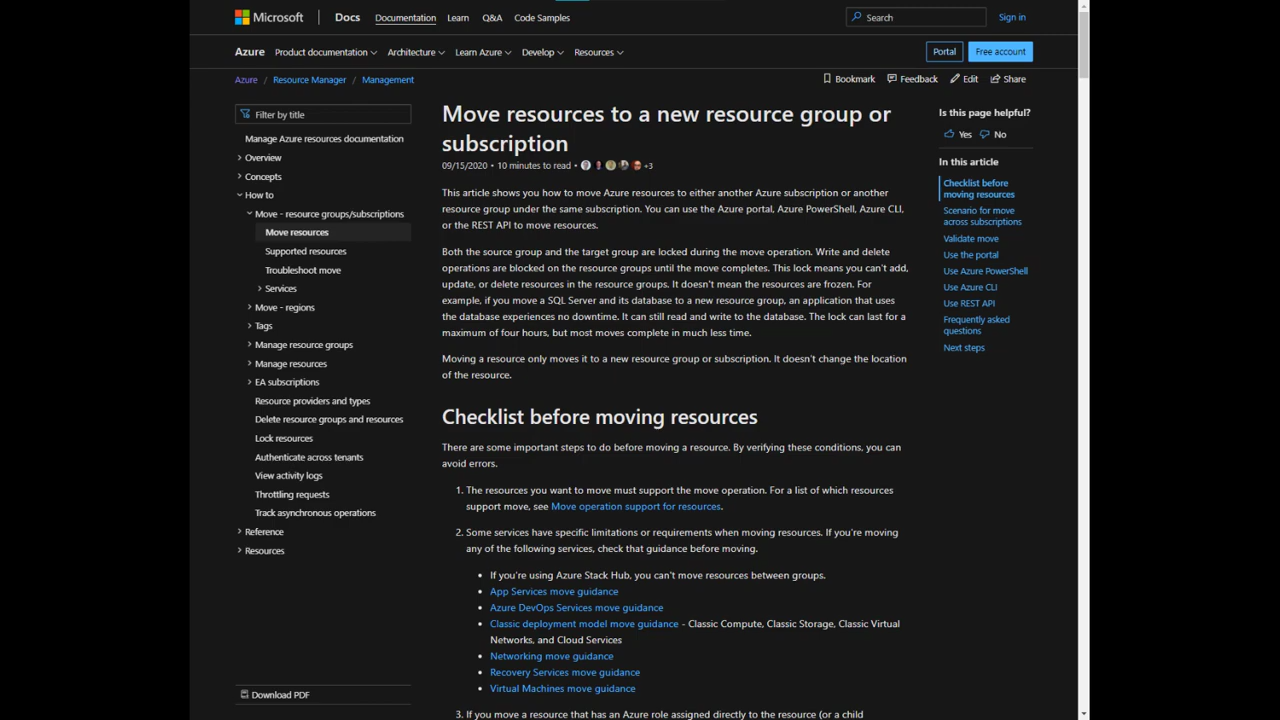 Microsoft
Docs
Documentation
Learn
Q&A
Code Samples
Search
Sign in
Azure
Product documentation
Architecture
Learn Azure
Develop
Resources
Portal
Free account
Azure / Resource Manager / Management
Bookmark
Feedback
Edit
Share
Filter by title
Manage Azure resources documentation
Overview
Concepts
How to
Move - resource groups/subscriptions
Move resources
Supported resources
Troubleshoot move
Services
Move - regions
Tags
Manage resource groups
Manage resources
EA subscriptions
Resource providers and types
Delete resource groups and resources
Lock resources
Authenticate across tenants
View activity logs
Throttling requests
Track asynchronous operations
Reference
Resources
Download PDF
Move resources to a new resource group or
subscription
09/15/2020 • 10 minutes to read • +3
This article shows you how to move Azure resources to either another Azure subscription or another
resource group under the same subscription. You can use the Azure portal, Azure PowerShell, Azure CLI,
or the REST API to move resources.
Both the source group and the target group are locked during the move operation. Write and delete
operations are blocked on the resource groups until the move completes. This lock means you can't add,
update, or delete resources in the resource groups. It doesn't mean the resources are frozen. For
example, if you move a SQL Server and its database to a new resource group, an application that uses
the database experiences no downtime. It can still read and write to the database. The lock can last for a
maximum of four hours, but most moves complete in much less time.
Moving a resource only moves it to a new resource group or subscription. It doesn't change the location
of the resource.
Checklist before moving resources
There are some important steps to do before moving a resource. By verifying these conditions, you can
avoid errors.
1. The resources you want to move must support the move operation. For a list of which resources
support move, see Move operation support for resources.
2. Some services have specific limitations or requirements when moving resources. If you're moving
any of the following services, check that guidance before moving.
• If you're using Azure Stack Hub, you can't move resources between groups.
• App Services move guidance
• Azure DevOps Services move guidance
• Classic deployment model move guidance - Classic Compute, Classic Storage, Classic Virtual
Networks, and Cloud Services
• Networking move guidance
• Recovery Services move guidance
• Virtual Machines move guidance
3. If you move a resource that has an Azure role assigned directly to the resource (or a child
Is this page helpful?
Yes
No
In this article
Checklist before
moving resources
Scenario for move
across subscriptions
Validate move
Use the portal
Use Azure PowerShell
Use Azure CLI
Use REST API
Frequently asked
questions
Next steps